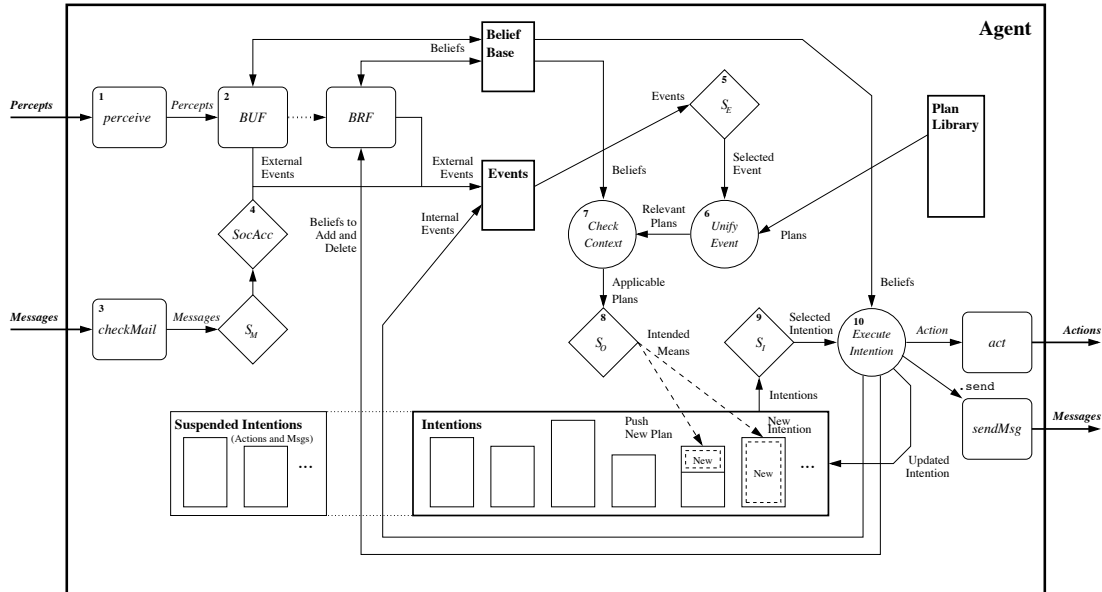 Agent
Belief
Base
Beliefs
5
S_E
Events
Plan
Library
Percepts
1
perceive
Percepts
2
BUF
BRF
External
Events
External
Events
Events
Selected
Event
Beliefs
4
SocAcc
Beliefs to
Add and
Delete
Internal
Events
7
Check
Context
Relevant
Plans
6
Unify
Event
Plans
Applicable
Plans
Beliefs
Messages
3
checkMail
Messages
S_M
8
S_O
Intended
Means
9
S_I
Selected
Intention
10
Execute
Intention
Action
act
Actions
.send
sendMsg
Messages
Intentions
Suspended Intentions
(Actions and Msgs)
...
Intentions
Push
New Plan
New
Intention
New
New
...
Updated
Intention